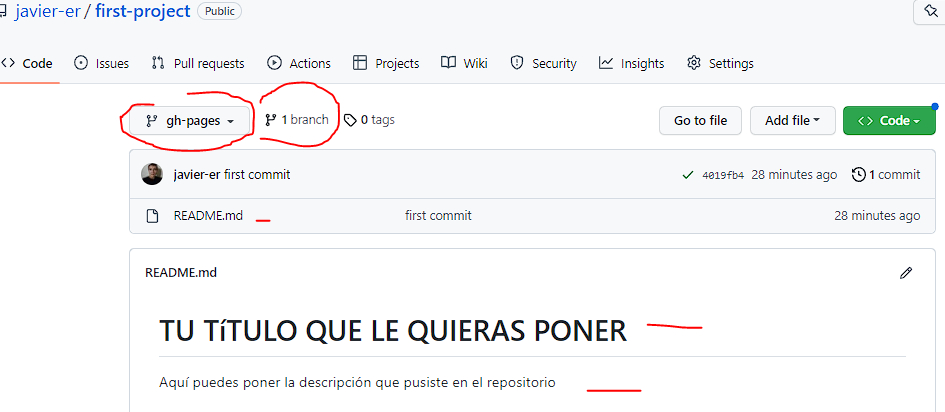 javier-er / first-project Public
Code Issues Pull requests Actions Projects Wiki Security Insights Settings
gh-pages 1 branch 0 tags Go to file Add file Code
javier-er first commit 4019fb4 28 minutes ago 1 commit
README.md first commit 28 minutes ago
README.md
TU TíTULO QUE LE QUIERAS PONER
Aquí puedes poner la descripción que pusiste en el repositorio